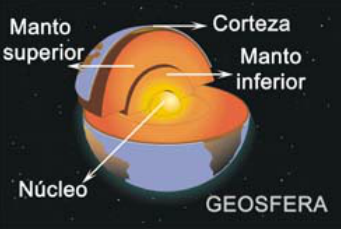 Manto
superior
Corteza
Manto
inferior
Núcleo
GEOSFERA